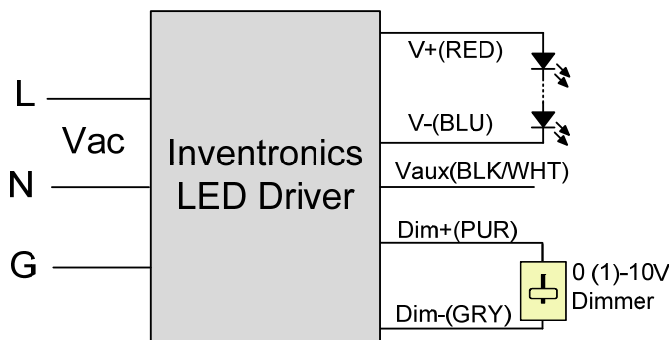 L
Vac
N
G
Inventronics
LED Driver
V+(RED)
V-(BLU)
Vaux(BLK/WHT)
Dim+(PUR)
Dim-(GRY)
0 (1)-10V
Dimmer